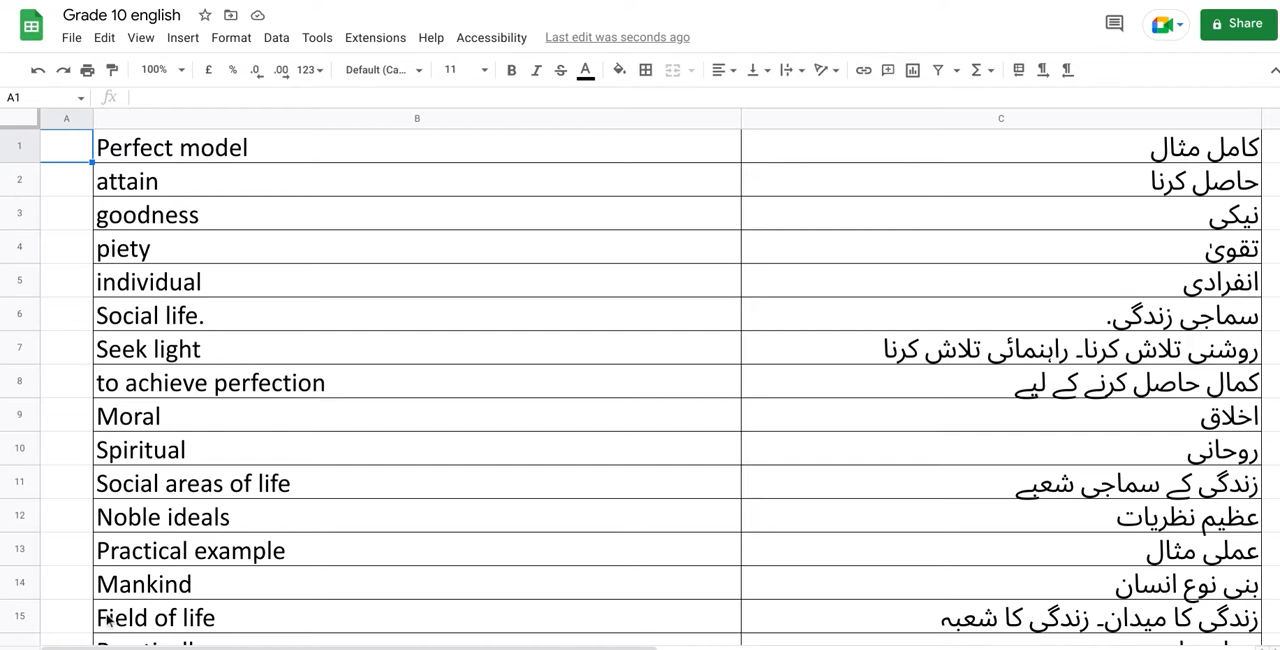 Grade 10 english
File Edit View Insert Format Data Tools Extensions Help Accessibility Last edit was seconds ago
Share
100% £ % .0 .00 123 Default (Ca... 11 B I S A
A1 fx
A B C
1 Perfect model کامل مثال
2 attain حاصل کرنا
3 goodness نیکی
4 piety تقویٰ
5 individual انفرادی
6 Social life. سماجی زندگی.
7 Seek light روشنی تلاش کرنا۔ راہنمائی تلاش کرنا
8 to achieve perfection کمال حاصل کرنے کے لیے
9 Moral اخلاق
10 Spiritual روحانی
11 Social areas of life زندگی کے سماجی شعبے
12 Noble ideals عظیم نظریات
13 Practical example عملی مثال
14 Mankind بنی نوع انسان
15 Field of life زندگی کا میدان۔ زندگی کا شعبہ